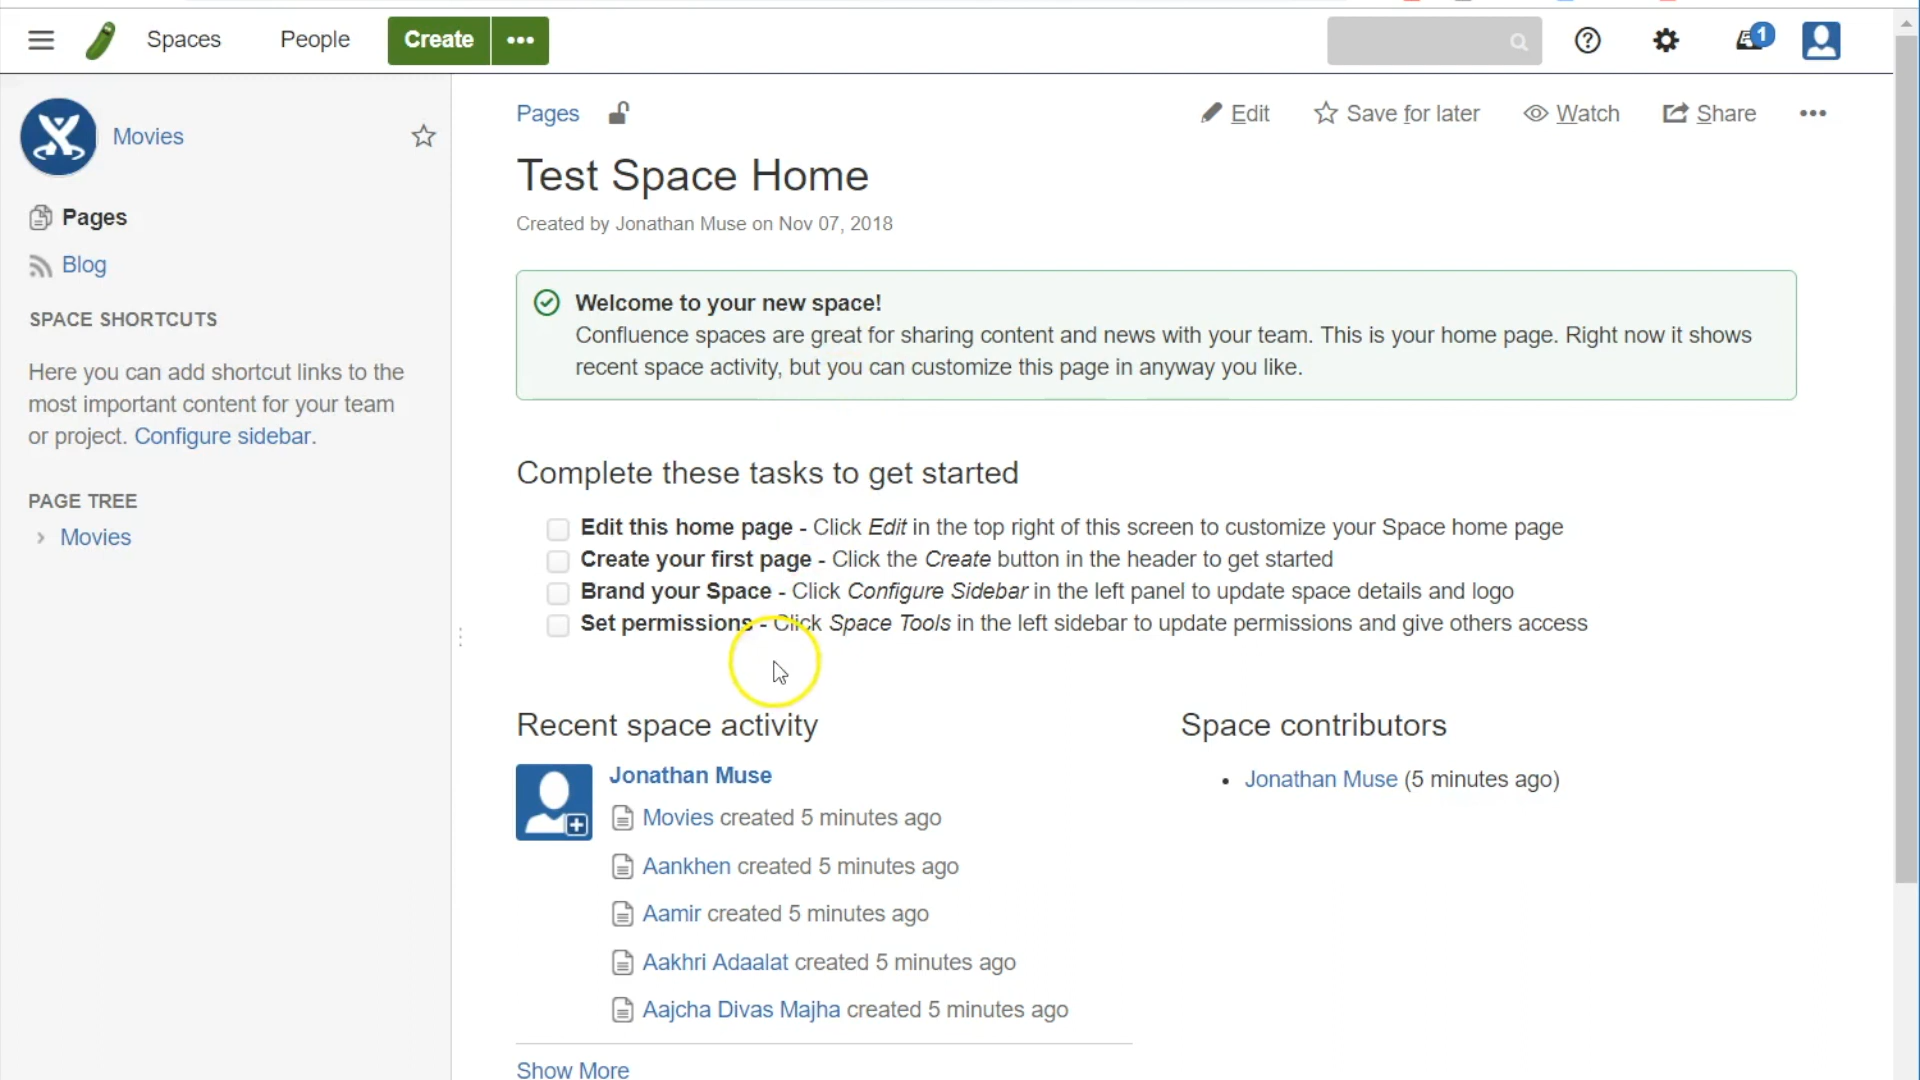 Spaces People Create ••• 1
Movies
Pages
Blog
SPACE SHORTCUTS
Here you can add shortcut links to the
most important content for your team
or project. Configure sidebar.
PAGE TREE
Movies
Pages Edit Save for later Watch Share •••
Test Space Home
Created by Jonathan Muse on Nov 07, 2018
Welcome to your new space!
Confluence spaces are great for sharing content and news with your team. This is your home page. Right now it shows
recent space activity, but you can customize this page in anyway you like.
Complete these tasks to get started
Edit this home page - Click Edit in the top right of this screen to customize your Space home page
Create your first page - Click the Create button in the header to get started
Brand your Space - Click Configure Sidebar in the left panel to update space details and logo
Set permissions - Click Space Tools in the left sidebar to update permissions and give others access
Recent space activity
Jonathan Muse
Movies created 5 minutes ago
Aankhen created 5 minutes ago
Aamir created 5 minutes ago
Aakhri Adaalat created 5 minutes ago
Aajcha Divas Majha created 5 minutes ago
Show More
Space contributors
• Jonathan Muse (5 minutes ago)